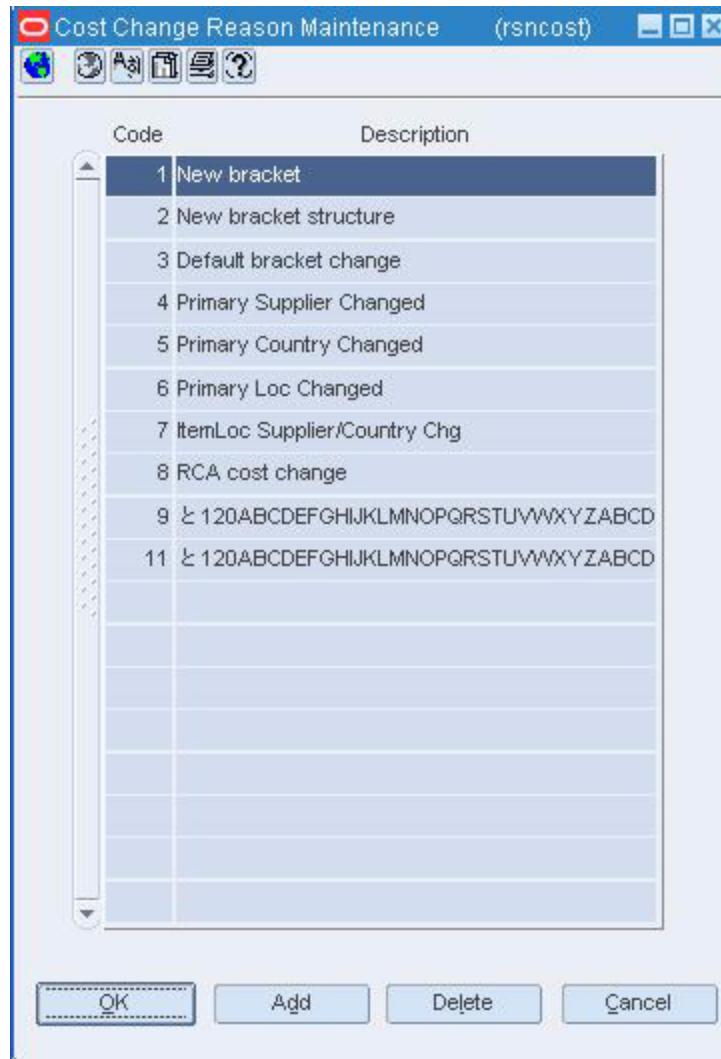 Cost Change Reason Maintenance (rsncost)
Code Description
1 New bracket
2 New bracket structure
3 Default bracket change
4 Primary Supplier Changed
5 Primary Country Changed
6 Primary Loc Changed
7 ItemLoc Supplier/Country Chg
8 RCA cost change
9 と120ABCDEFGHIJKLMNOPQRSTUVWXYZABCD
11 と120ABCDEFGHIJKLMNOPQRSTUVWXYZABCD
OK Add Delete Cancel